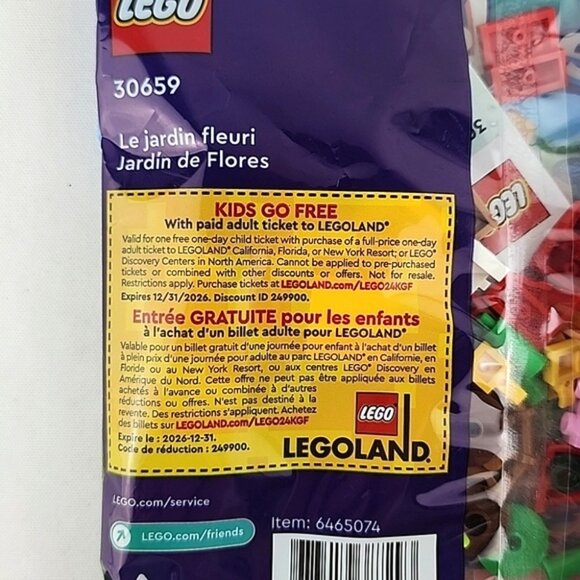 LEGO
30659
Le jardin fleuri
Jardín de Flores
KIDS GO FREE
With paid adult ticket to LEGOLAND®
Valid for one free one-day child ticket with purchase of a full-price one-day
adult ticket to LEGOLAND® California, Florida, or New York Resort; or LEGO®
Discovery Centers in North America. Cannot be applied to pre-purchased
tickets or combined with other discounts or offers. Not for resale.
Restrictions apply. Purchase tickets at LEGOLAND.com/LEGO24KGF
Expires 12/31/2026. Discount ID 249900.
Entrée GRATUITE pour les enfants
à l'achat d'un billet adulte pour LEGOLAND®
Valable pour un billet gratuit d'une journée pour enfant à l'achat d'un billet
à plein prix d'une journée pour adulte au parc LEGOLAND® en Californie, en
Floride ou au New York Resort, ou aux centres LEGO® Discovery en
Amérique du Nord. Cette offre ne peut pas être appliquée aux billets
achetés à l'avance ou combinée à d'autres
réductions ou offres. N'est pas destiné à la
revente. Des restrictions s'appliquent. Achetez
des billets sur LEGOLAND.com/LEGO24KGF
Expire le : 2026-12-31.
Code de réduction : 249900.
LEGO
LEGOLAND®
LEGO.com/service
LEGO.com/friends
Item: 6465074
LEGO